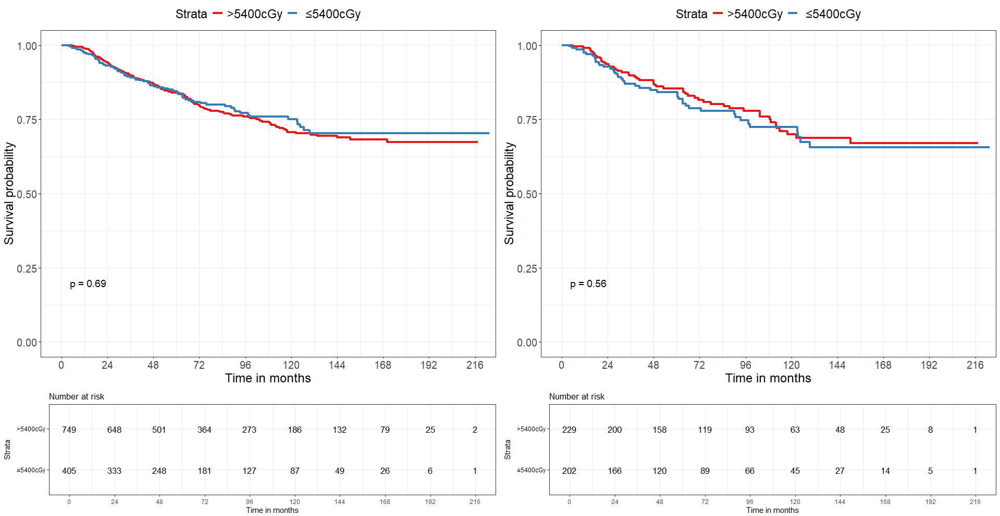 Strata >5400cGy ≤5400cGy
Survival probability
1.00
0.75
0.50
0.25
0.00
p = 0.69
0 24 48 72 96 120 144 168 192 216
Time in months
Number at risk
Strata
>5400cGy 749 648 501 364 273 186 132 79 25 2
≤5400cGy 405 333 248 181 127 87 49 26 6 1
0 24 48 72 96 120 144 168 192 216
Time in months
Strata >5400cGy ≤5400cGy
Survival probability
1.00
0.75
0.50
0.25
0.00
p = 0.56
0 24 48 72 96 120 144 168 192 216
Time in months
Number at risk
Strata
>5400cGy 229 200 158 119 93 63 48 25 8 1
≤5400cGy 202 166 120 89 66 45 27 14 5 1
0 24 48 72 96 120 144 168 192 216
Time in months